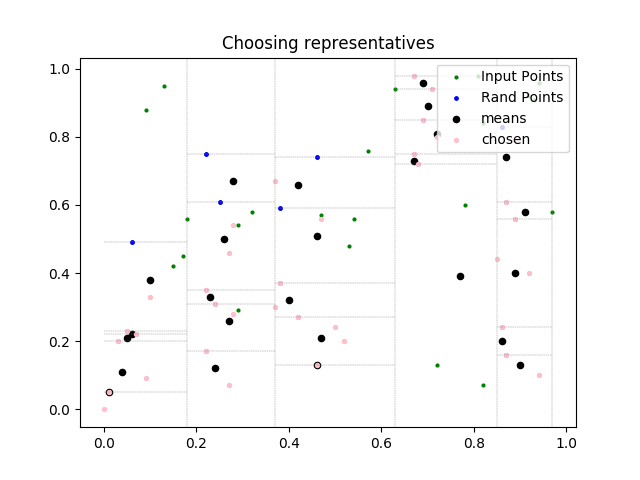 Choosing representatives
1.0
0.8
0.6
0.4
0.2
0.0
Input Points
Rand Points
means
chosen
0.0 0.2 0.4 0.6 0.8 1.0